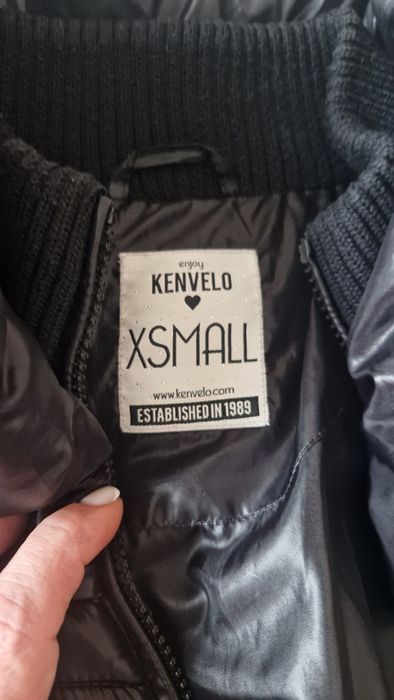 enjoy
KENVELO
XSMALL
www.kenvelo.com
ESTABLISHED IN 1989